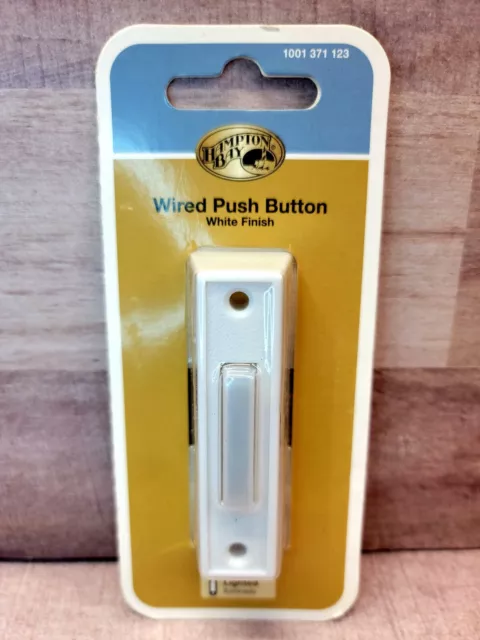 1001 371 123
HAMPTON
BAY
®
Wired Push Button
White Finish
Lighted